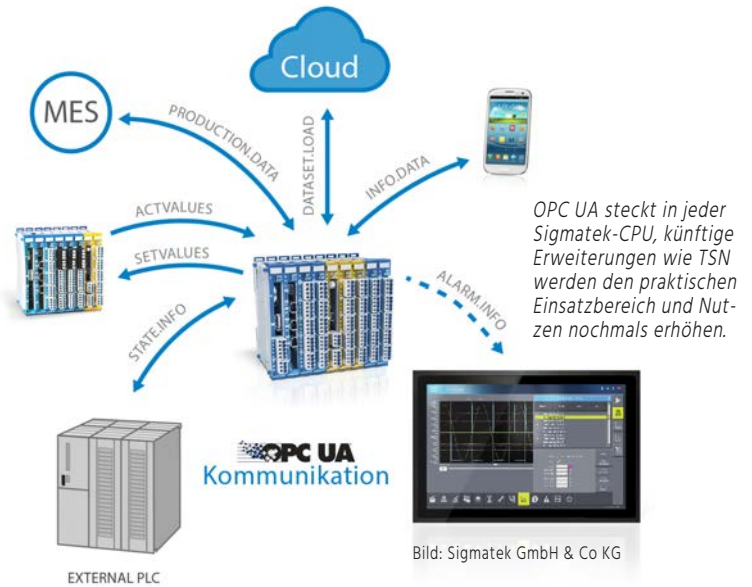 Cloud
MES
PRODUCTION.DATA
DATASET.LOAD
INFO.DATA
ACTVALUES
SETVALUES
STATE.INFO
ALARM.INFO
OPC UA steckt in jeder
Sigmatek-CPU, künftige
Erweiterungen wie TSN
werden den praktischen
Einsatzbereich und Nut-
zen nochmals erhöhen.
OPC UA
Kommunikation
Bild: Sigmatek GmbH & Co KG
EXTERNAL PLC